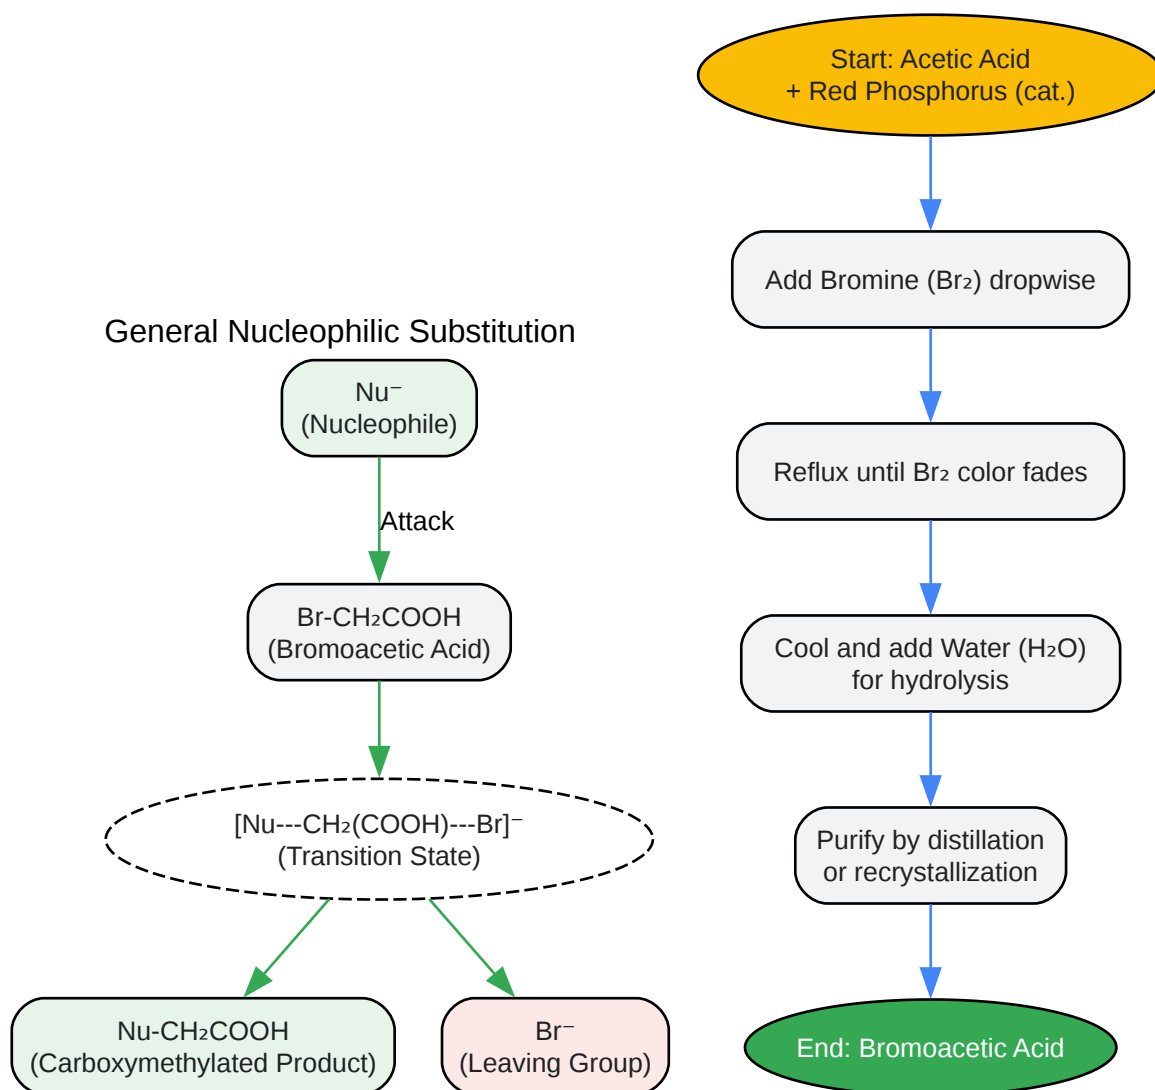 General Nucleophilic Substitution
Nu⁻
(Nucleophile)
Attack
Br-CH₂COOH
(Bromoacetic Acid)
[Nu---CH₂(COOH)---Br]⁻
(Transition State)
Nu-CH₂COOH
(Carboxymethylated Product)
Br⁻
(Leaving Group)
Start: Acetic Acid
+ Red Phosphorus (cat.)
Add Bromine (Br₂) dropwise
Reflux until Br₂ color fades
Cool and add Water (H₂O)
for hydrolysis
Purify by distillation
or recrystallization
End: Bromoacetic Acid